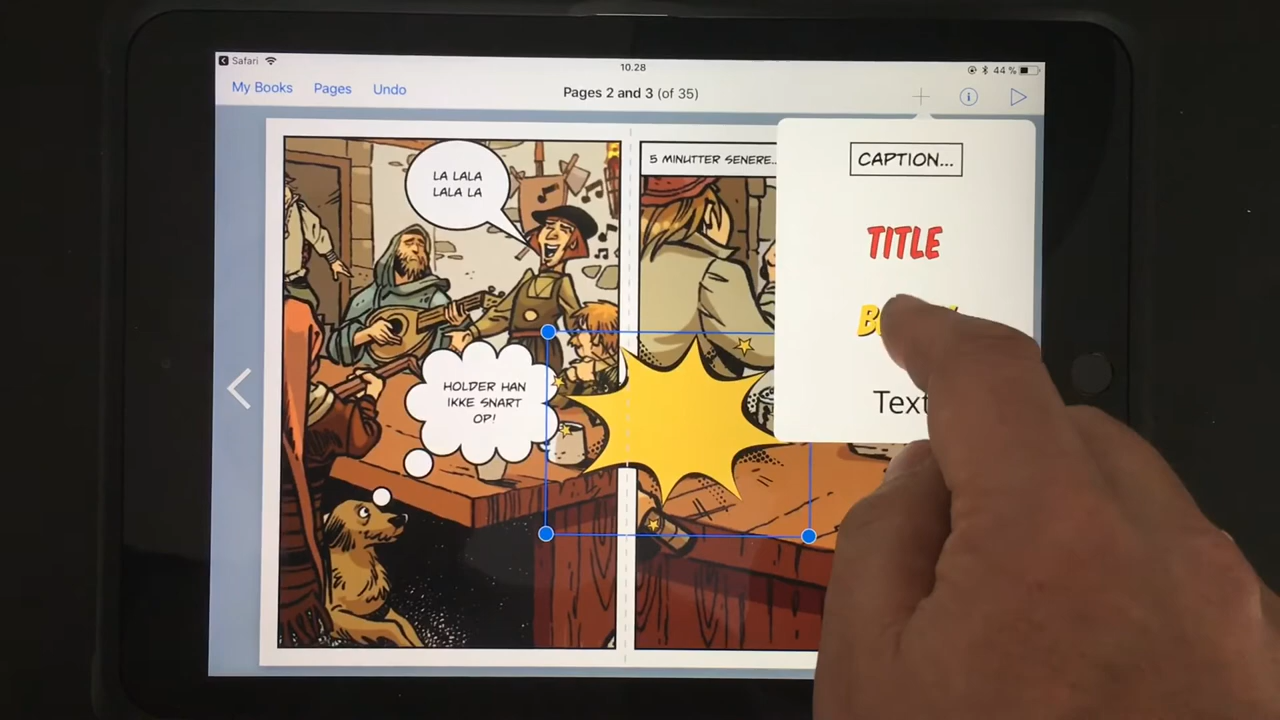 Safari
10.28
44 %
My Books
Pages
Undo
Pages 2 and 3 (of 35)
LA LALA
LALA LA
5 MINUTTER SENERE..
HOLDER HAN
IKKE SNART
OP!
CAPTION...
TITLE
Text